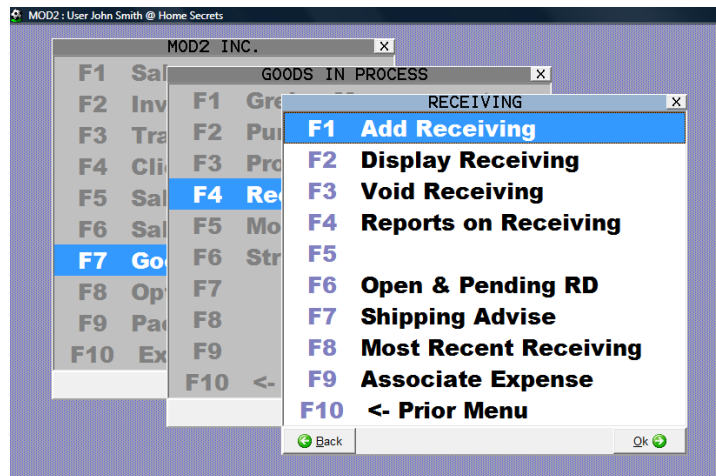 MOD2 : User John Smith @ Home Secrets
MOD2 INC.
F1
F2
F3
F4
F5
F6
F7
F8
F9
F10
GOODS IN PROCESS
F1
F2
F3
F4
F5
F6
F7
F8
F9
F10 <-
RECEIVING
F1 Add Receiving
F2 Display Receiving
F3 Void Receiving
F4 Reports on Receiving
F5
F6 Open & Pending RD
F7 Shipping Advise
F8 Most Recent Receiving
F9 Associate Expense
F10 <- Prior Menu
Back Ok